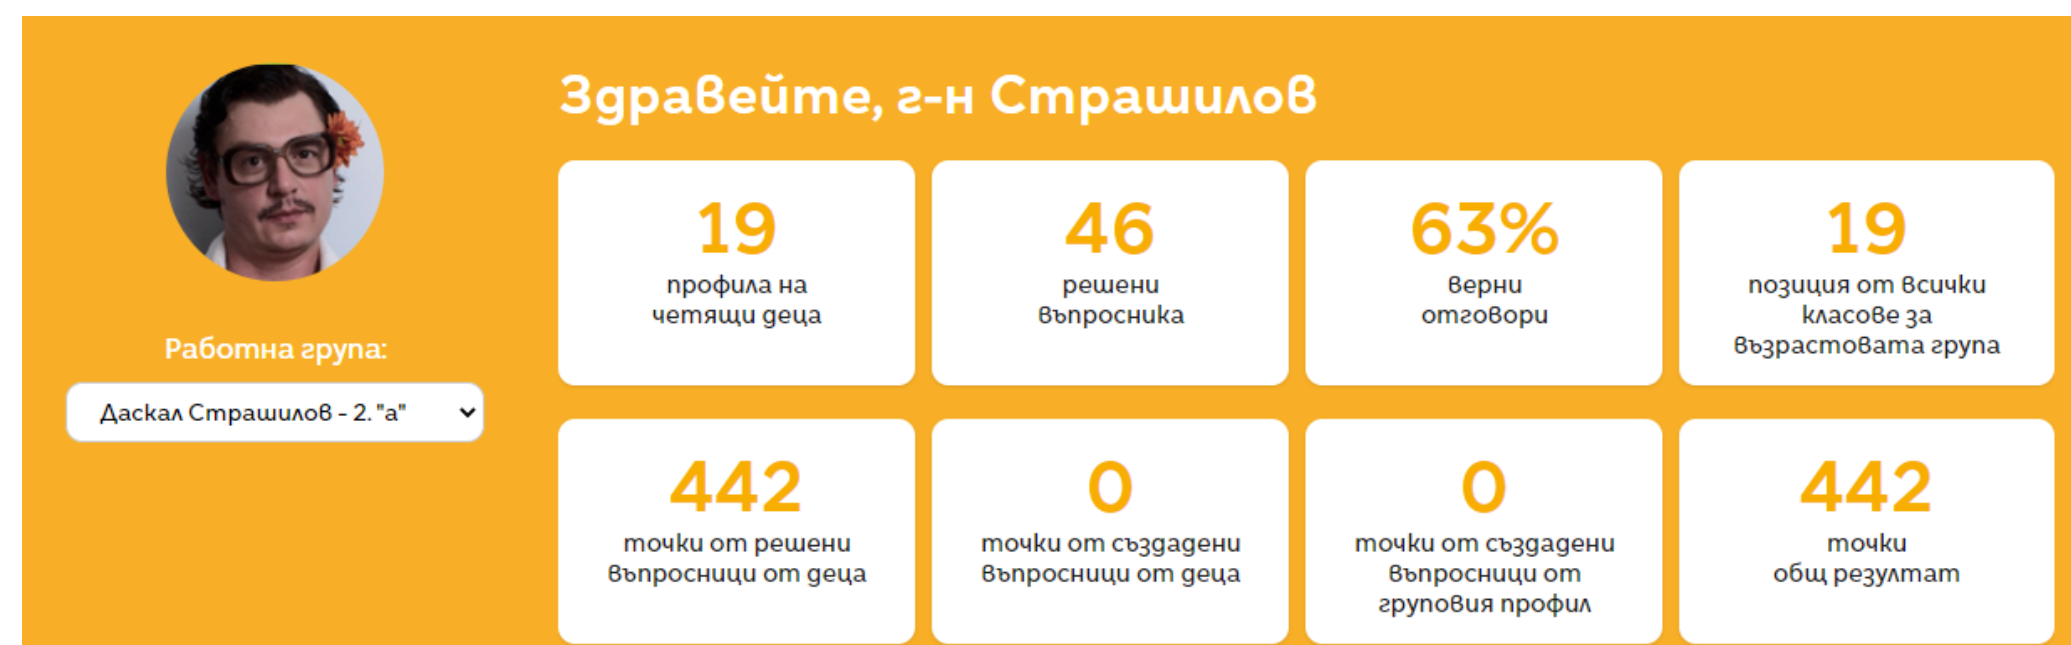 Здравейте, г-н Страшилов
Работна група:
Даскал Страшилов - 2. "а"
19
профила на
четящи деца
46
решени
въпросника
63%
верни
отговори
19
позиция от всички
класове за
възрастовата група
442
точки от решени
въпросници от деца
0
точки от създадени
въпросници от деца
0
точки от създадени
въпросници от
груповия профил
442
точки
общ резултат